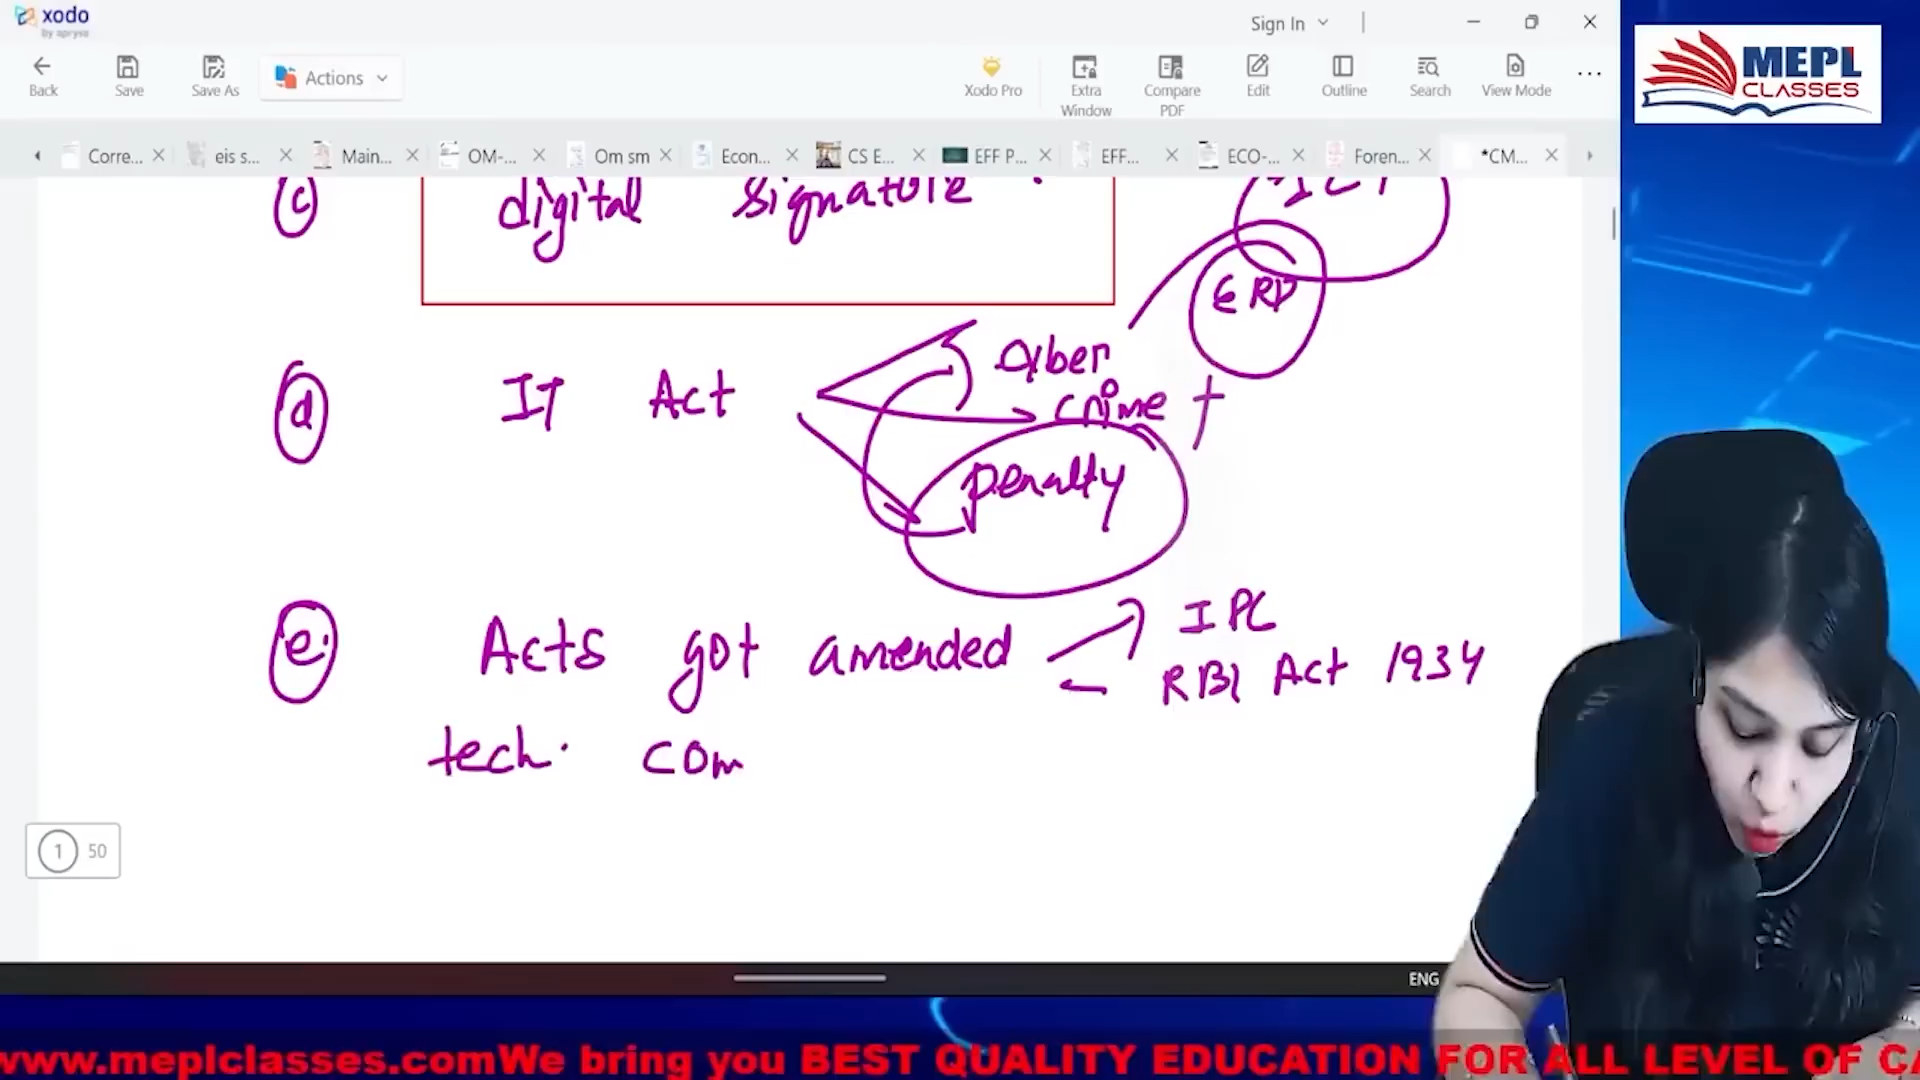 xodo
by apryse
Sign In
Back
Save
Save As
Actions
Xodo Pro
Extra Window
Compare PDF
Edit
Outline
Search
View Mode
...
Corre...
eis s...
Main...
OM-...
Om sm
Econ...
CS E...
EFF P...
EFF...
ECO-...
Foren...
*CM...
MEPL
CLASSES
(c) digital signature
ERP
(d) IT Act
Cyber
crime +
penalty
(e) Acts got amended
IPC
RBI Act 1934
tech. com
1 50
ENG
www.meplclasses.comWe bring you BEST QUALITY EDUCATION FOR ALL LEVEL OF CA